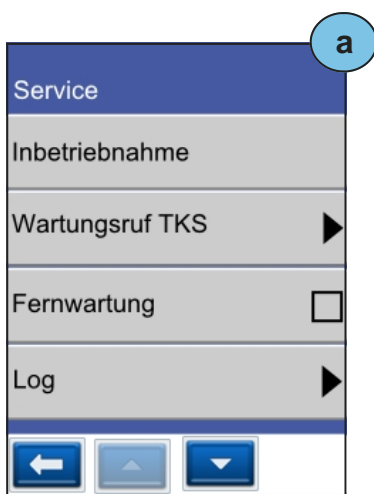 a
Service
Inbetriebnahme
Wartungsruf TKS
Fernwartung
Log